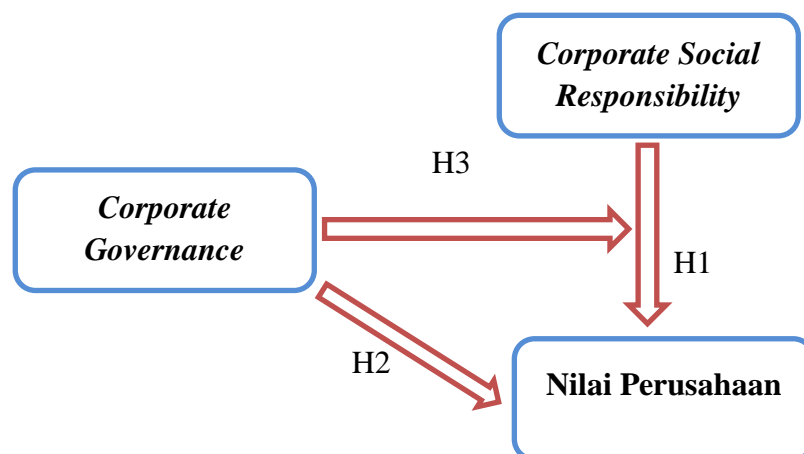 Corporate Social
Responsibility
H3
Corporate
Governance
H1
H2
Nilai Perusahaan